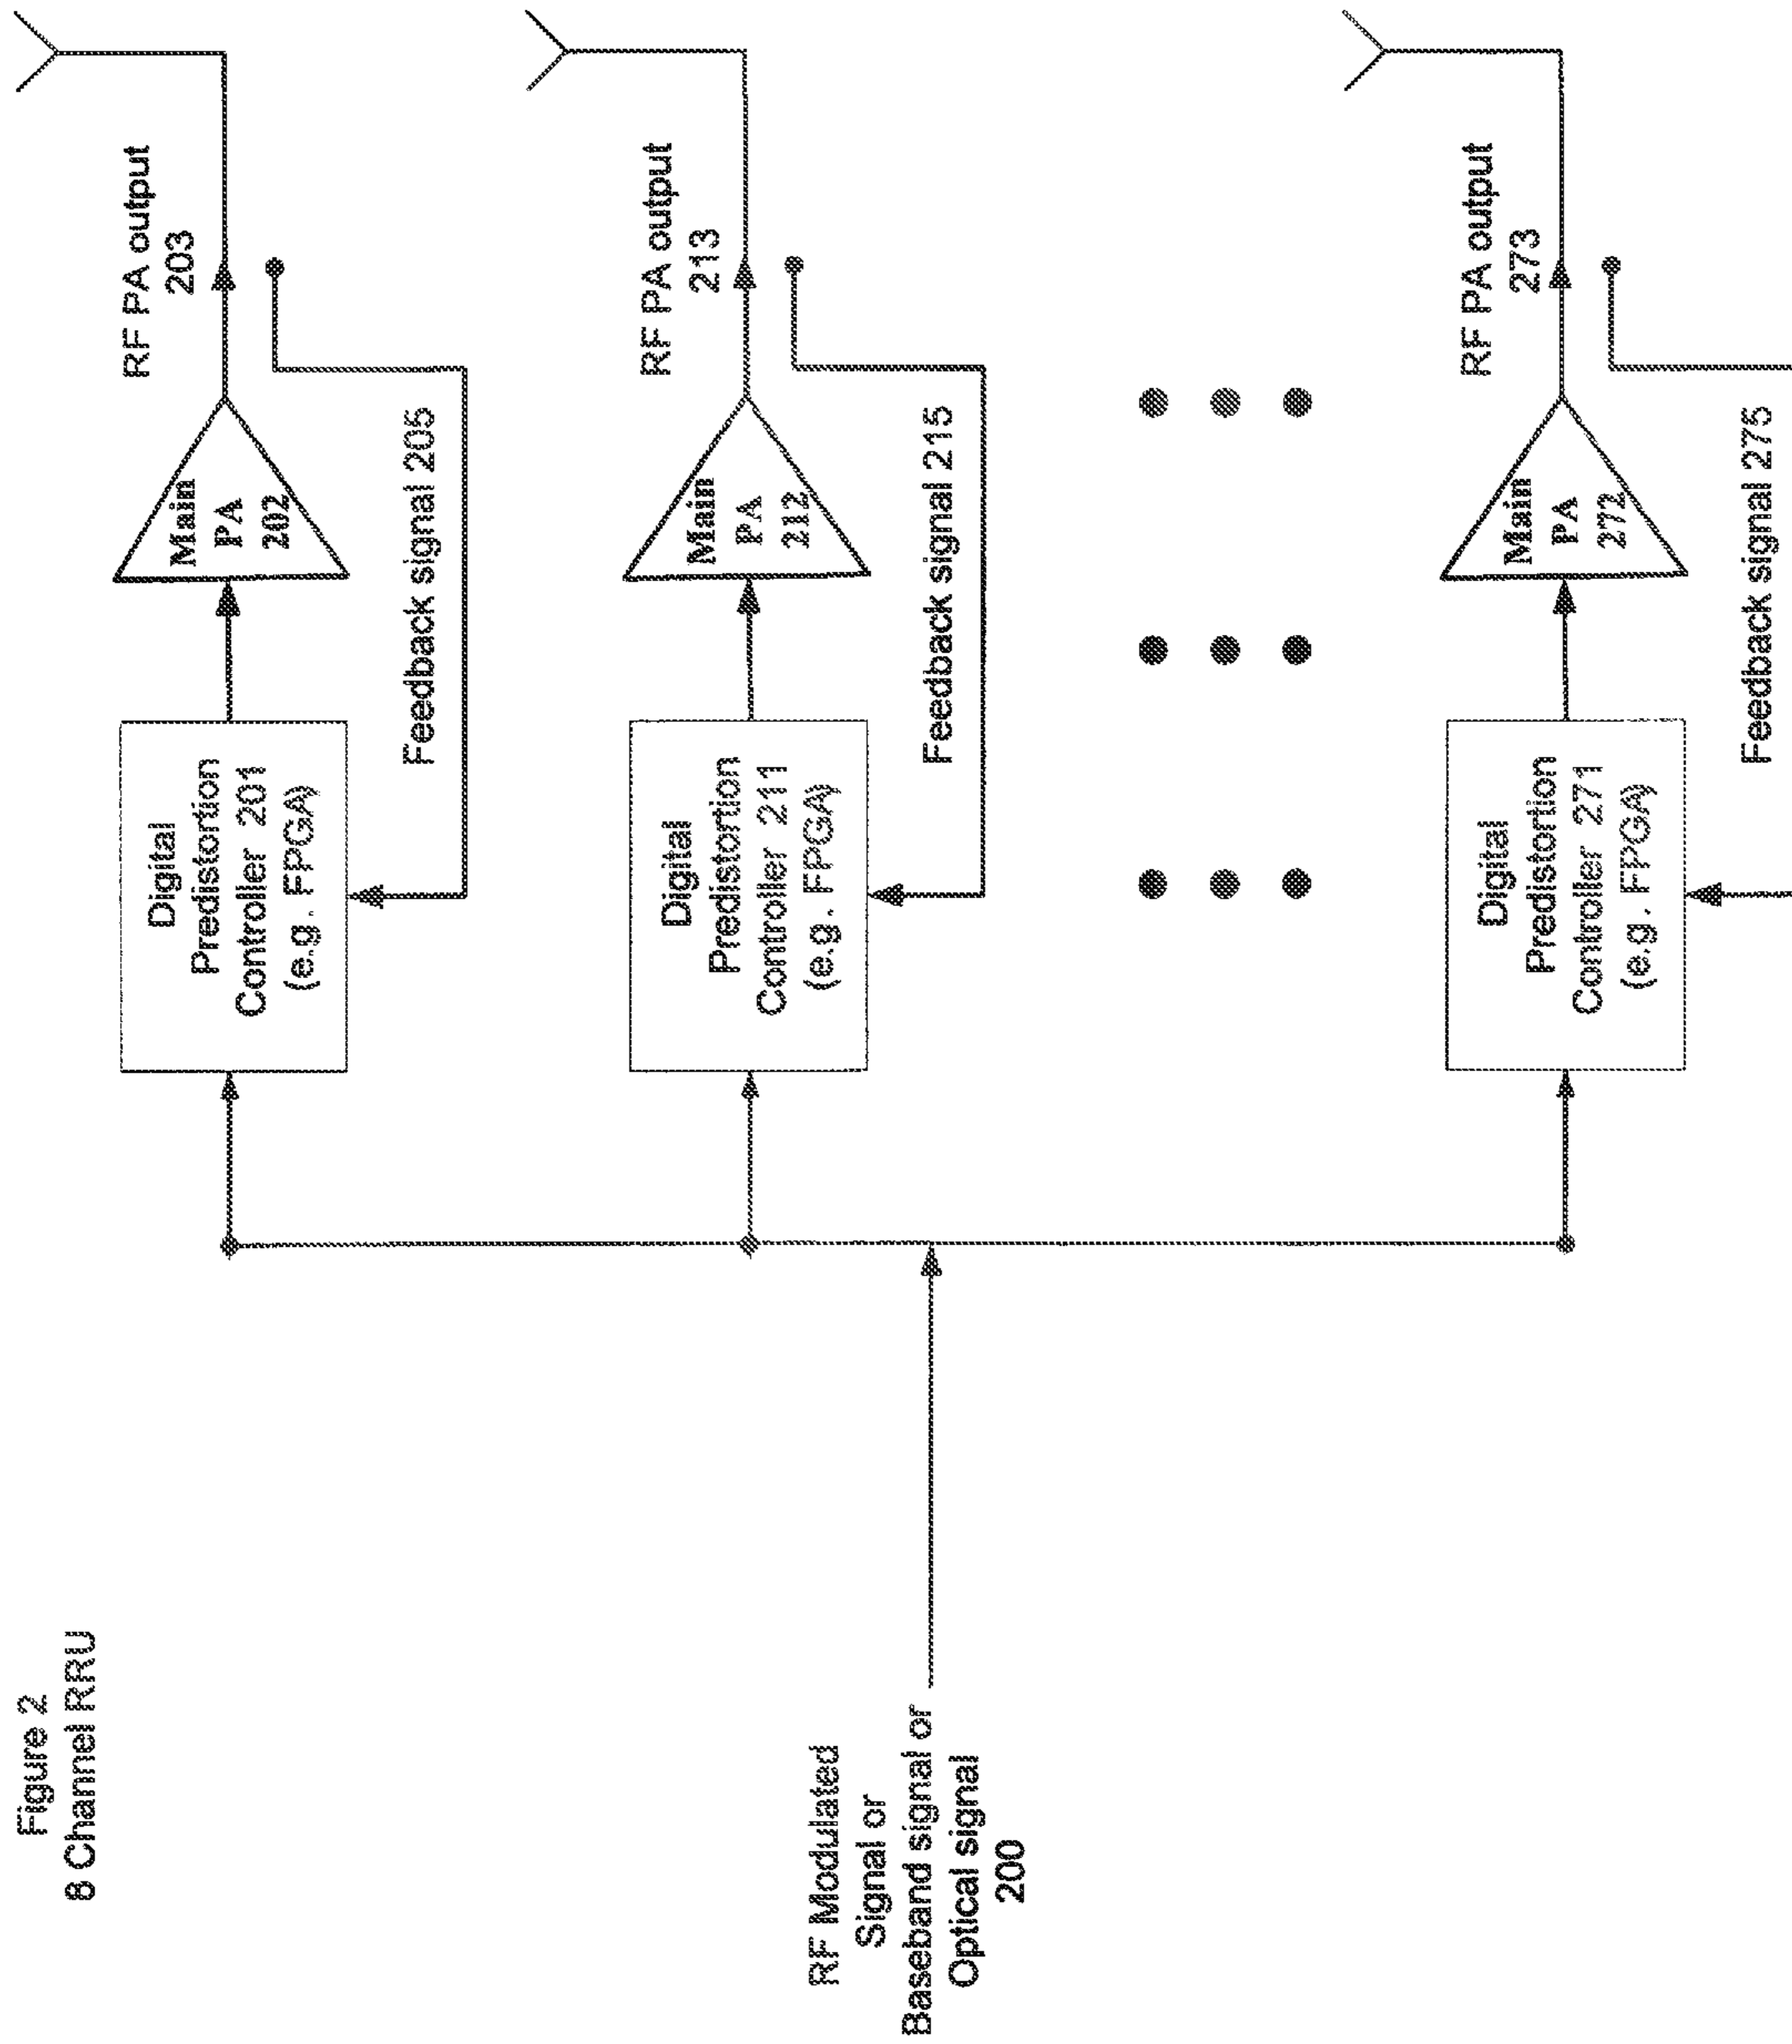 Figure 2
8 Channel RRU
RF Modulated
Signal or
Baseband signal or
Optical signal
200
Digital
Predistortion
Controller 201
(e.g. FPGA)
Main
PA
202
RF PA output
203
Feedback signal 205
Digital
Predistortion
Controller 211
(e.g. FPGA)
Main
PA
212
RF PA output
213
Feedback signal 215
Digital
Predistortion
Controller 271
(e.g. FPGA)
Main
PA
272
RF PA output
273
Feedback signal 275